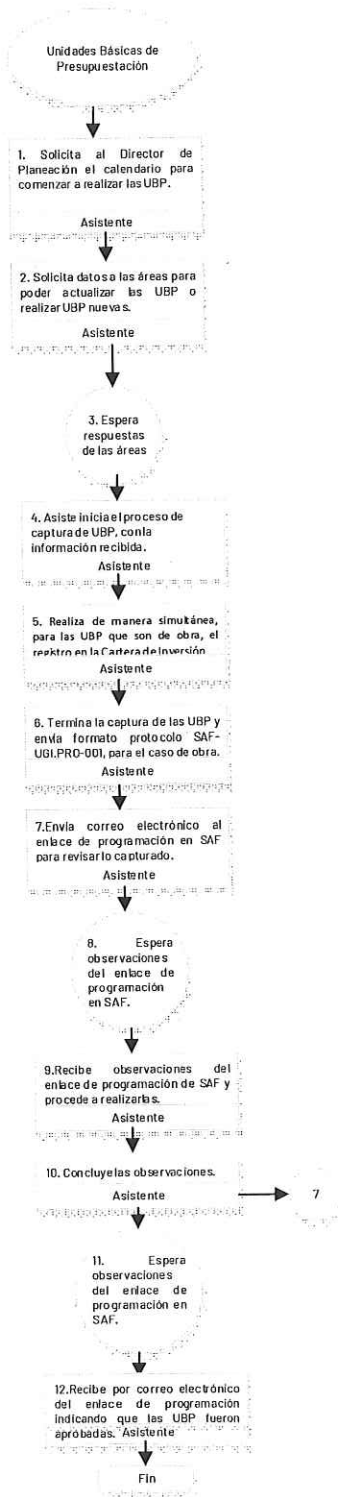 Unidades Básicas de
Presupuestación
1. Solicita al Director de
Planeación el calendario para
comenzar a realizar las UBP.
Asistente
2. Solicita datos a las áreas para
poder actualizar las UBP o
realizar UBP nuevas.
Asistente
3. Espera
respuestas
de las áreas
4. Asiste inicia el proceso de
captura de UBP, con la
información recibida.
Asistente
5. Realiza de manera simultánea,
para las UBP que son de obra, el
registro en la Cartera de Inversión
Asistente
6. Termina la captura de las UBP y
envía formato protocolo SAF-
UGI.PRO-001, para el caso de obra.
Asistente
7.Envía correo electrónico al
enlace de programación en SAF
para revisar lo capturado.
Asistente
8. Espera
observaciones
del enlace de
programación
en SAF.
9.Recibe observaciones del
enlace de programación de SAF y
procede a realizarlas.
Asistente
10. Concluye las observaciones.
Asistente
7
11. Espera
observaciones
del enlace de
programación en
SAF.
12.Recibe por correo electrónico
del enlace de programación
indicando que las UBP fueron
aprobadas. Asistente
Fin